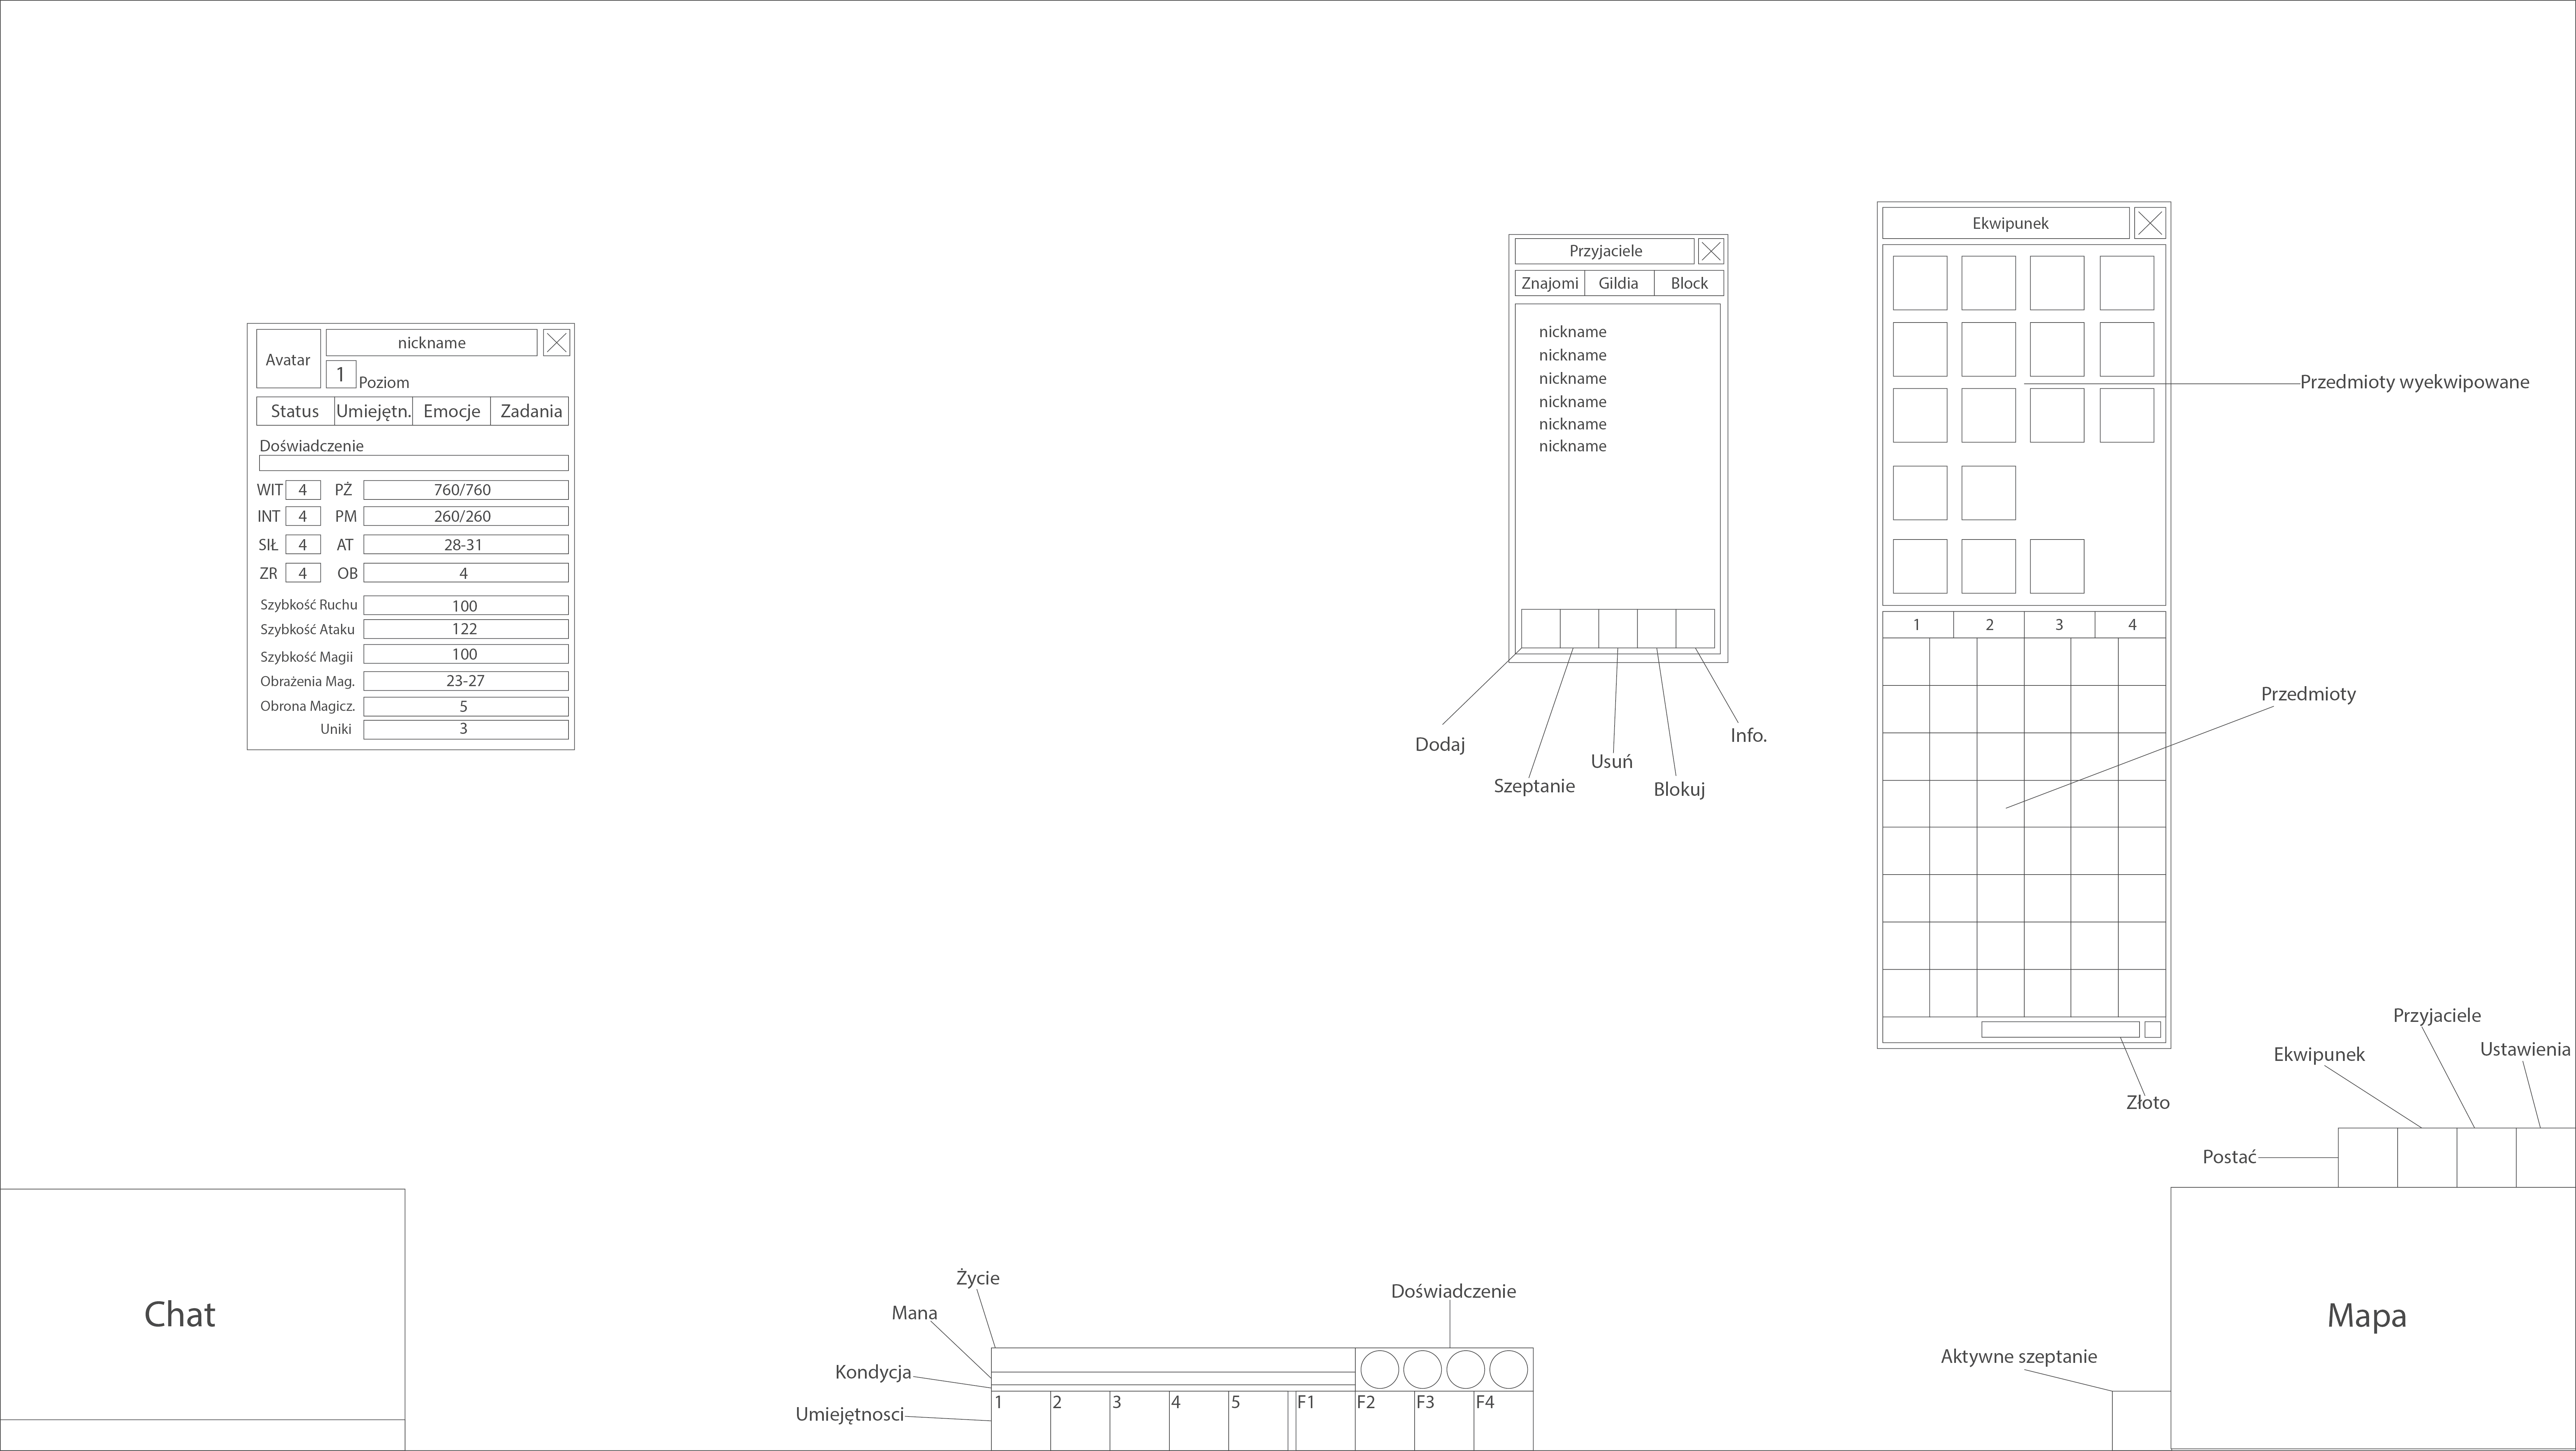 Avatar
nickname
1 Poziom
Status Umiejętn. Emocje Zadania
Doświadczenie
WIT 4 PŻ 760/760
INT 4 PM 260/260
SIŁ 4 AT 28-31
ZR 4 OB 4
Szybkość Ruchu 100
Szybkość Ataku 122
Szybkość Magii 100
Obrażenia Mag. 23-27
Obrona Magicz. 5
Uniki 3
Przyjaciele
Znajomi Gildia Block
nickname
nickname
nickname
nickname
nickname
nickname
Dodaj
Szeptanie
Usuń
Blokuj
Info.
Ekwipunek
Przedmioty wyekwipowane
1 2 3 4
Przedmioty
Złoto
Postać
Ekwipunek
Przyjaciele
Ustawienia
Chat
Życie
Mana
Kondycja
Umiejętnosci
Doświadczenie
1 2 3 4 5 F1 F2 F3 F4
Aktywne szeptanie
Mapa